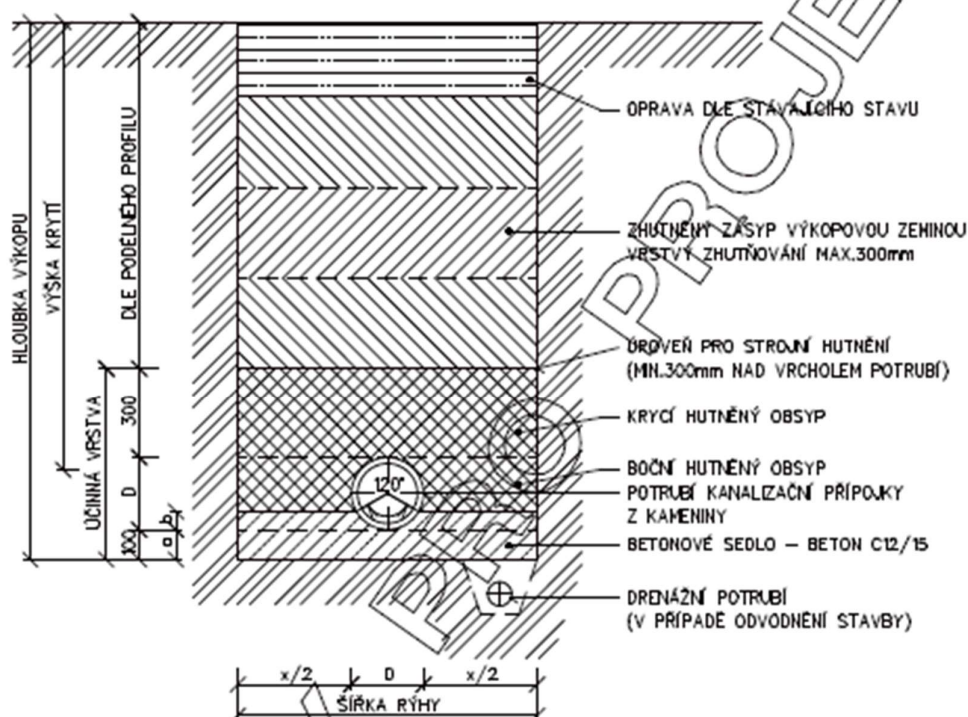 OPRAVA DLE STÁVAJÍCÍHO STAVU
ZHUTNĚNÝ ZÁSYP VÝKOPOVOU ZEMINOU
VRSTVY ZHUTŇOVÁNÍ MAX.300mm
ÚROVEŇ PRO STROJNÍ HUTNĚNÍ
(MIN.300mm NAD VRCHOLEM POTRUBÍ)
KRYCÍ HUTNĚNÝ OBSYP
BOČNÍ HUTNĚNÝ OBSYP
POTRUBÍ KANALIZAČNÍ PŘÍPOJKY
Z KAMENINY
BETONOVÉ SEDLO – BETON C12/15
DRENÁŽNÍ POTRUBÍ
(V PŘÍPADĚ ODVODNĚNÍ STAVBY)
HLOUBKA VÝKOPU
VÝŠKA KRYTÍ
DLE PODÉLNÉHO PROFILU
ÚČINNÁ VRSTVA
300
D
100
a
b
120°
x/2
D
x/2
ŠÍŘKA RÝHY